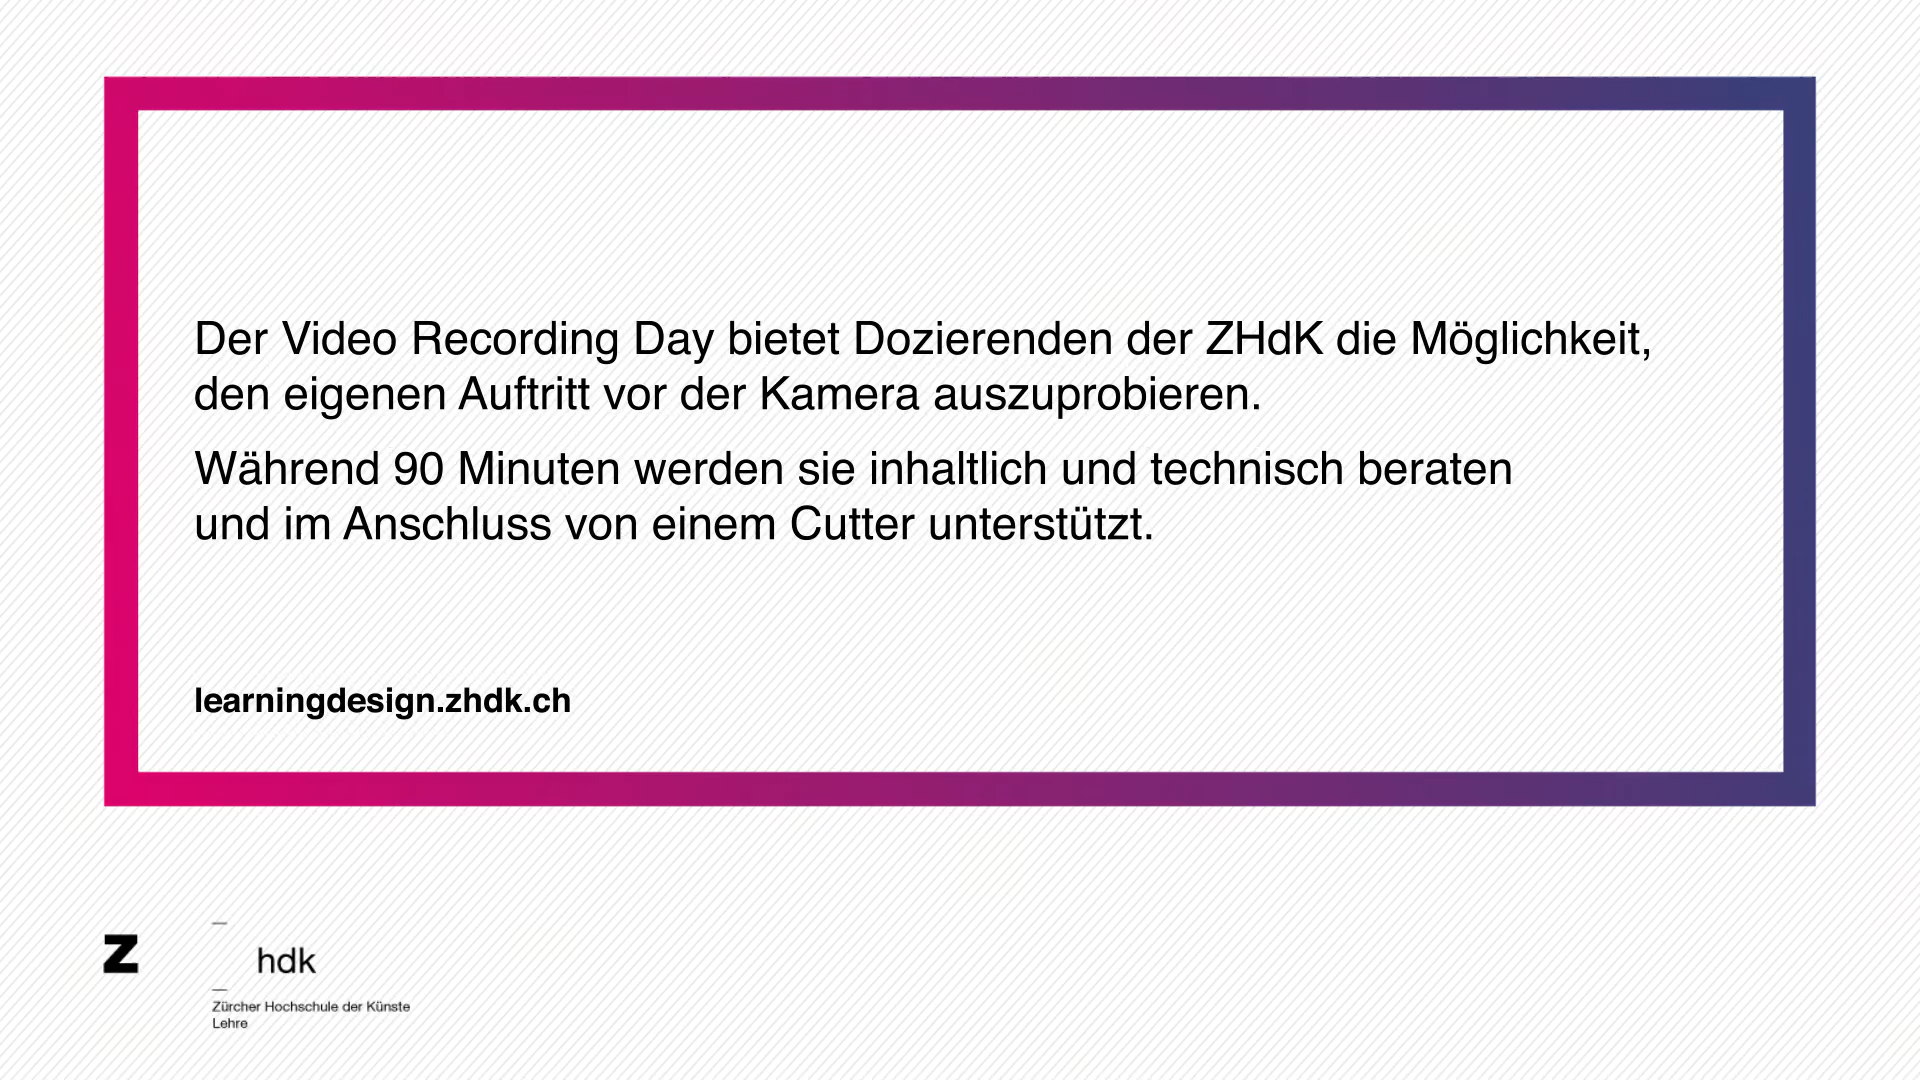 Der Video Recording Day bietet Dozierenden der ZHdK die Möglichkeit,
den eigenen Auftritt vor der Kamera auszuprobieren.
Während 90 Minuten werden sie inhaltlich und technisch beraten
und im Anschluss von einem Cutter unterstützt.
learningdesign.zhdk.ch
Z
hdk
Zürcher Hochschule der Künste
Lehre